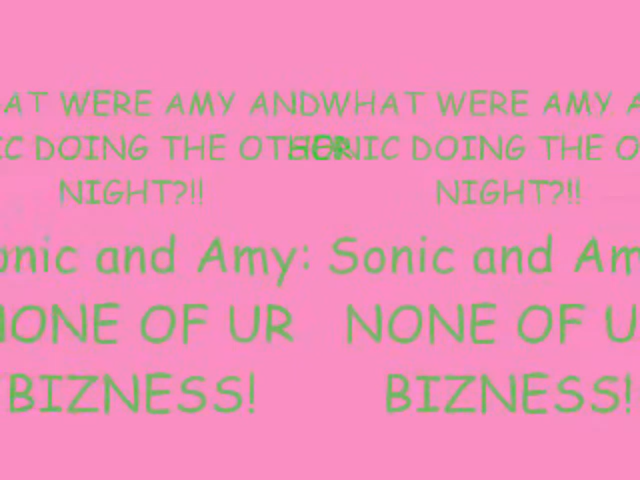 AT WERE AMY ANDWHAT WERE AMY A
IC DOING THE OTHERSONIC DOING THE O
NIGHT?!! NIGHT?!!
onic and Amy: Sonic and Am
NONE OF UR NONE OF U
BIZNESS! BIZNESS!